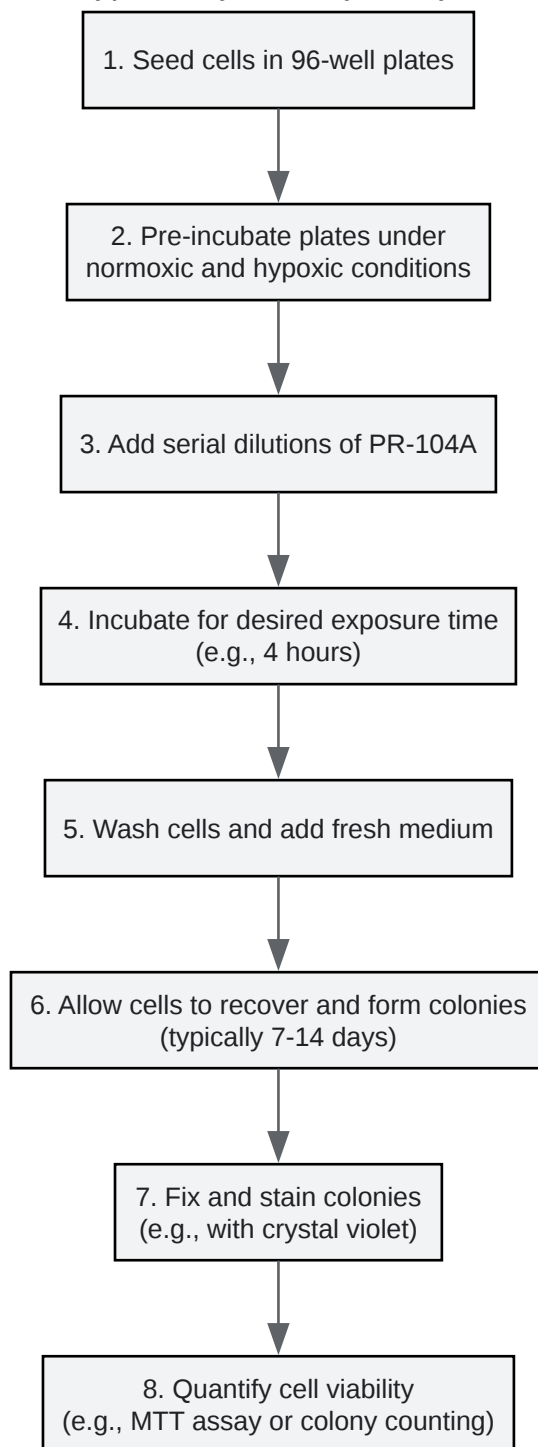 1. Seed cells in 96-well plates
2. Pre-incubate plates under
normoxic and hypoxic conditions
3. Add serial dilutions of PR-104A
4. Incubate for desired exposure time
(e.g., 4 hours)
5. Wash cells and add fresh medium
6. Allow cells to recover and form colonies
(typically 7-14 days)
7. Fix and stain colonies
(e.g., with crystal violet)
8. Quantify cell viability
(e.g., MTT assay or colony counting)